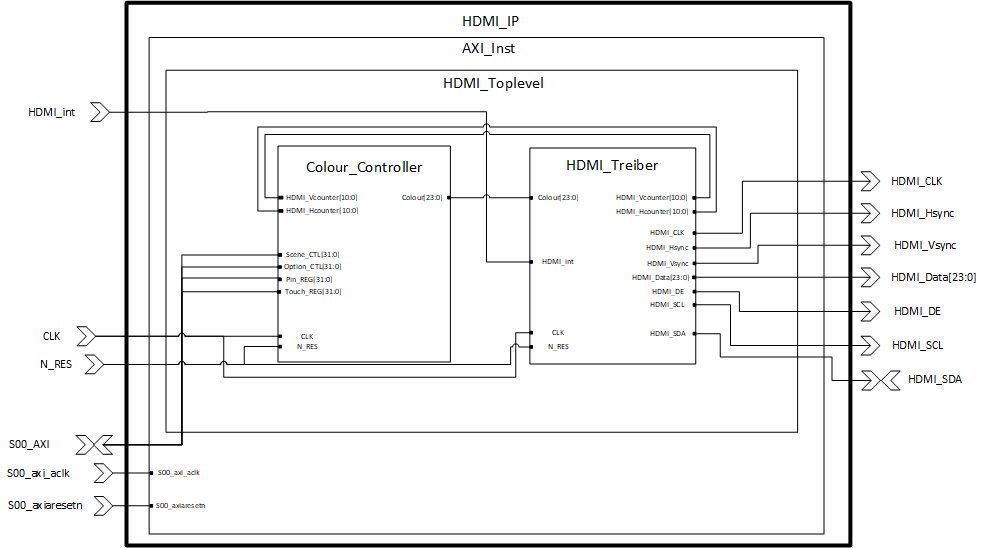 HDMI_IP
AXI_Inst
HDMI_Toplevel
HDMI_int
Colour_Controller
HDMI_Vcounter(10:0)
HDMI_Hcounter(10:0)
Colour(23:0)
Scene_CTL(31:0)
Option_CTL(31:0)
Pin_REG(31:0)
Touch_REG(31:0)
CLK
N_RES
HDMI_Treiber
Colour(23:0)
HDMI_int
CLK
N_RES
HDMI_Vcounter(10:0)
HDMI_Hcounter(10:0)
HDMI_CLK
HDMI_Hsync
HDMI_Vsync
HDMI_Data(23:0)
HDMI_DE
HDMI_SCL
HDMI_SDA
HDMI_CLK
HDMI_Hsync
HDMI_Vsync
HDMI_Data[23:0]
HDMI_DE
HDMI_SCL
HDMI_SDA
CLK
N_RES
S00_AXI
S00_axi_aclk
S00_axi_aclk
S00_axiaresetn
S00_axiaresetn